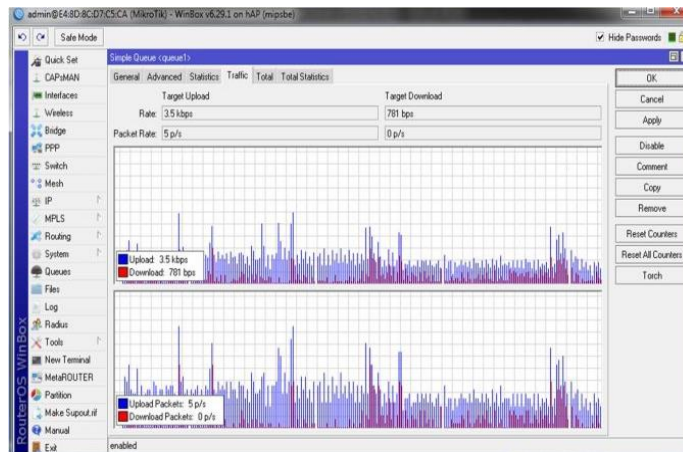 admin@E4:8D:8C:D7:C5:CA (MikroTik) - WinBox v6.29.1 on hAP (mipsbe)
Safe Mode
Hide Passwords
Quick Set
CAPsMAN
Interfaces
Wireless
Bridge
PPP
Switch
Mesh
IP
MPLS
Routing
System
Queues
Files
Log
Radius
Tools
New Terminal
MetaROUTER
Partition
Make Supout.rif
Manual
Exit
RouterOS WinBox
Simple Queue <queue1>
General Advanced Statistics Traffic Total Total Statistics
Target Upload Target Download
Rate: 3.5 kbps 781 bps
Packet Rate: 5 p/s 0 p/s
Upload: 3.5 kbps
Download: 781 bps
Upload Packets: 5 p/s
Download Packets: 0 p/s
enabled
OK
Cancel
Apply
Disable
Comment
Copy
Remove
Reset Counters
Reset All Counters
Torch